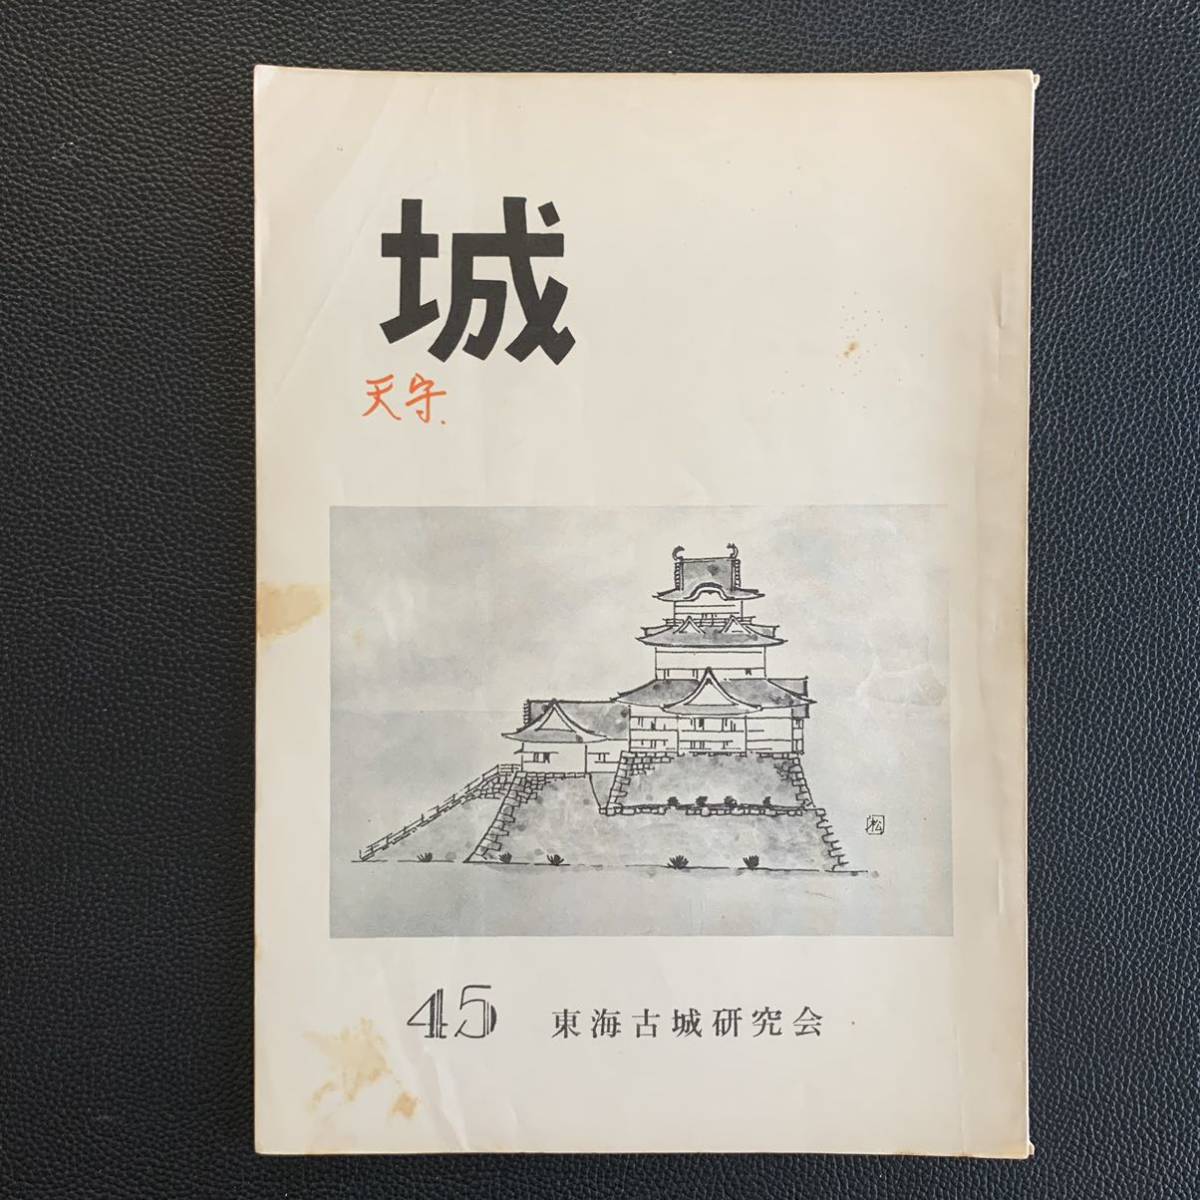 城
天守.
松
45 東海古城研究会